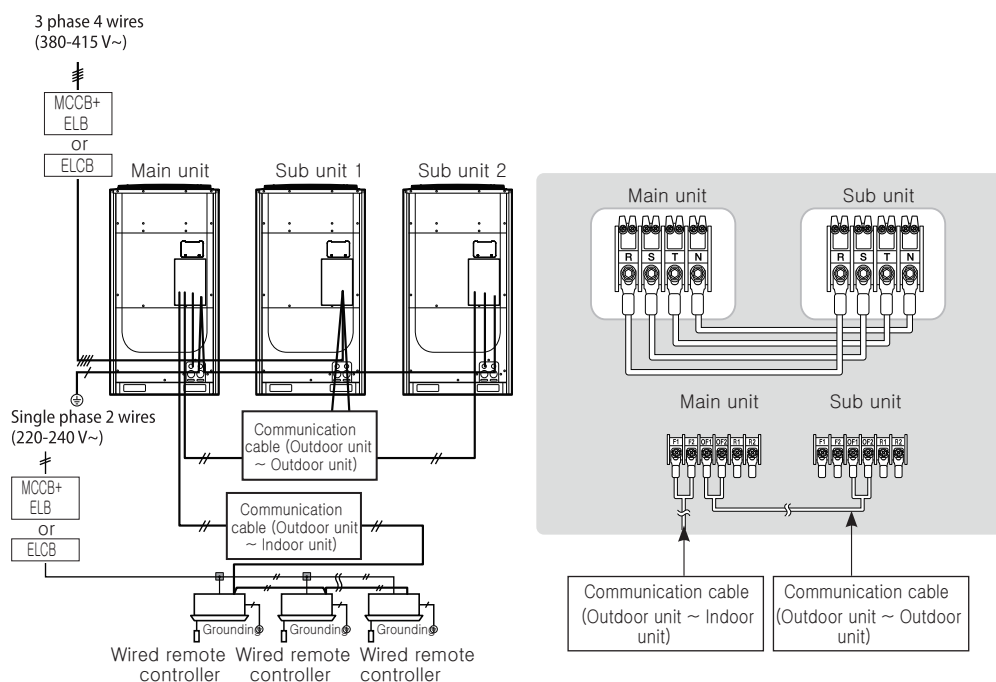 3 phase 4 wires
(380-415 V~)
MCCB+
ELB
or
ELCB
Main unit
Sub unit 1
Sub unit 2
Single phase 2 wires
(220-240 V~)
MCCB+
ELB
or
ELCB
Communication
cable (Outdoor unit
~ Outdoor unit)
Communication
cable (Outdoor unit
~ Indoor unit)
Grounding
Grounding
Grounding
Wired remote
controller
Wired remote
controller
Wired remote
controller
Main unit
Sub unit
R S T N
R S T N
Main unit
Sub unit
F1 F2 OF1 OF2 R1 R2
F1 F2 OF1 OF2 R1 R2
Communication cable
(Outdoor unit ~ Indoor
unit)
Communication cable
(Outdoor unit ~ Outdoor
unit)